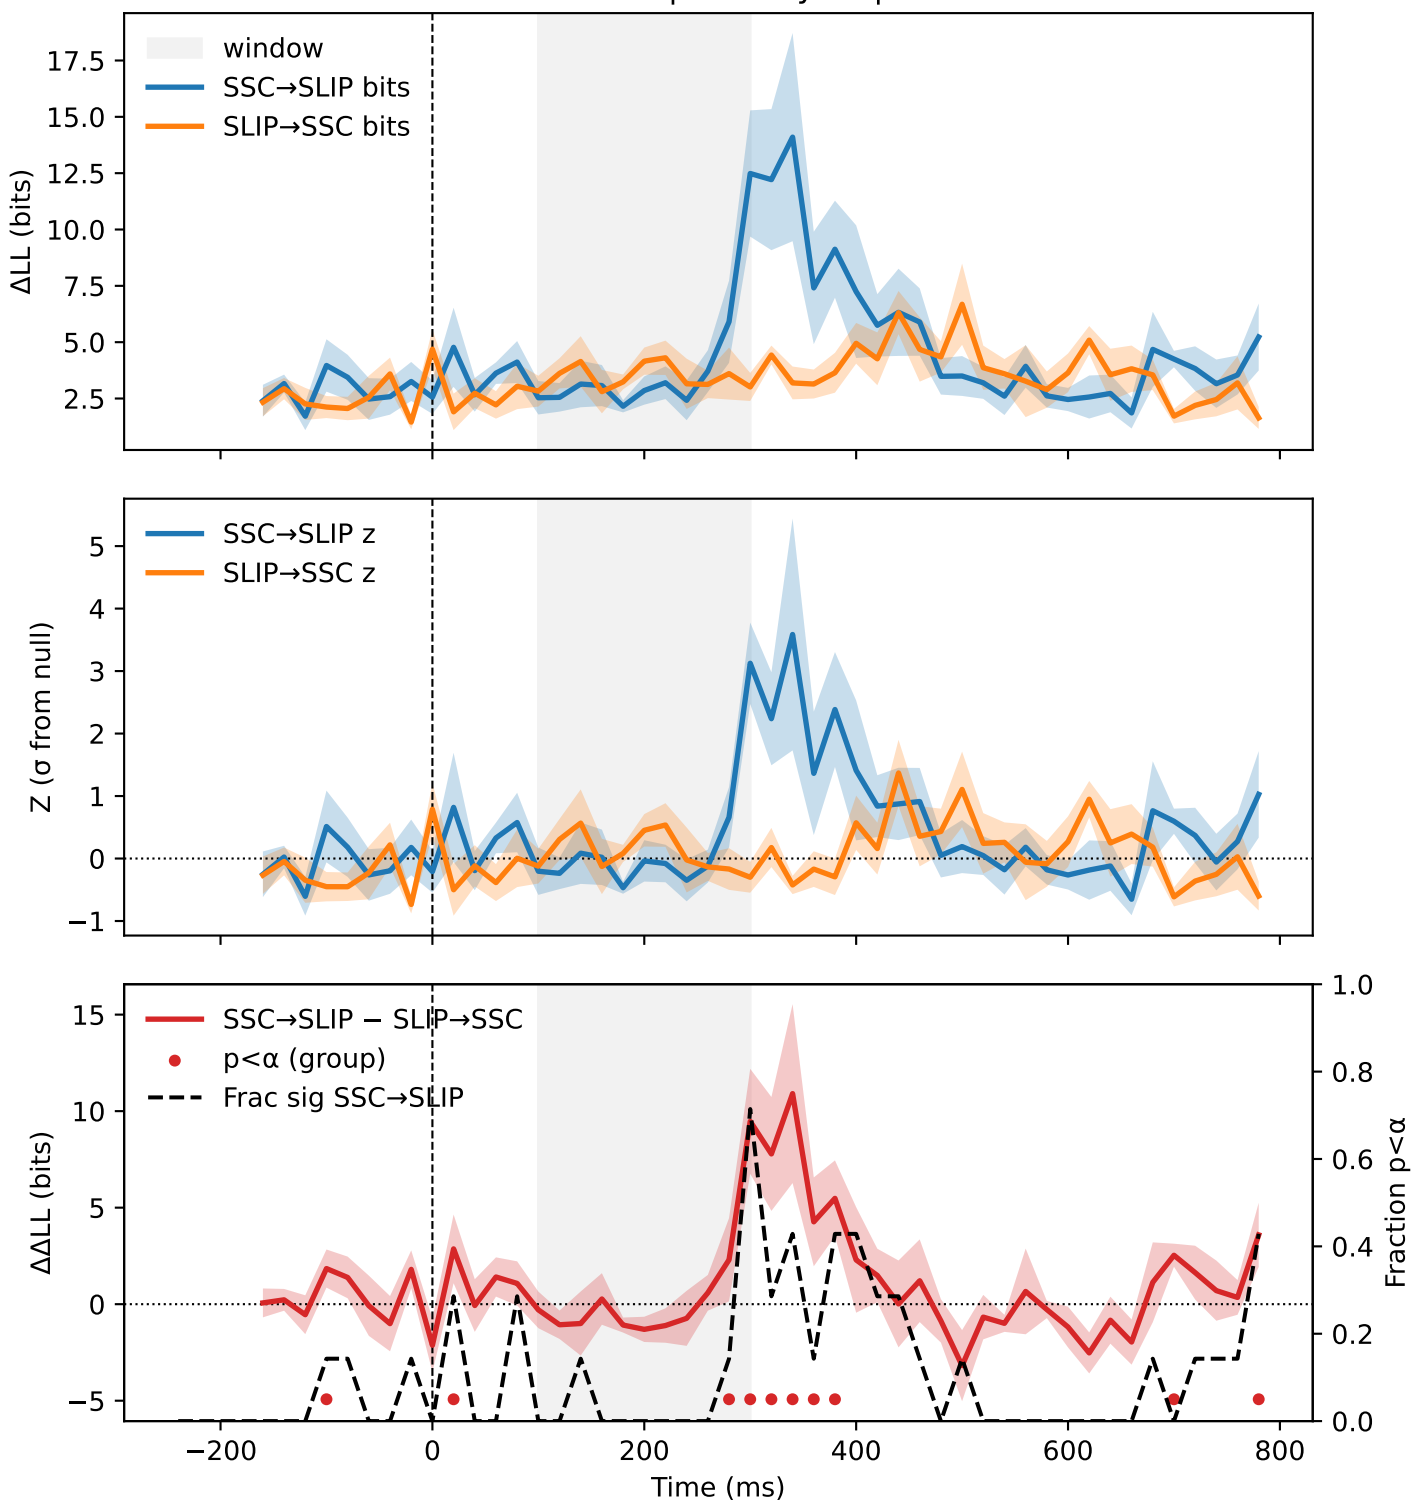 window
SSC→SLIP bits
SLIP→SSC bits
ΔLL (bits)
17.5
15.0
12.5
10.0
7.5
5.0
2.5
SSC→SLIP z
SLIP→SSC z
Z (σ from null)
5
4
3
2
1
0
−1
SSC→SLIP − SLIP→SSC
p<α (group)
Frac sig SSC→SLIP
ΔΔLL (bits)
15
10
5
0
−5
1.0
0.8
0.6
0.4
0.2
0.0
Fraction p<α
−200 0 200 400 600 800
Time (ms)